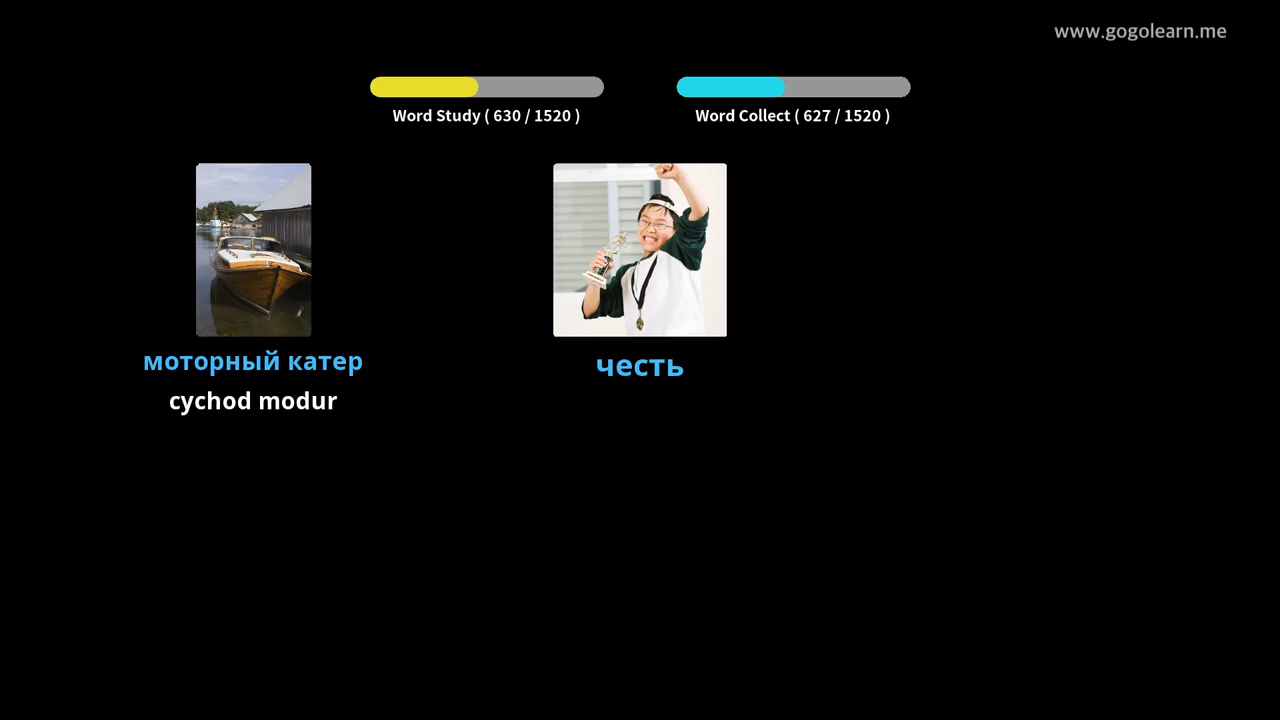 www.gogolearn.me
Word Study ( 630 / 1520 )
Word Collect ( 627 / 1520 )
моторный катер
cychod modur
честь